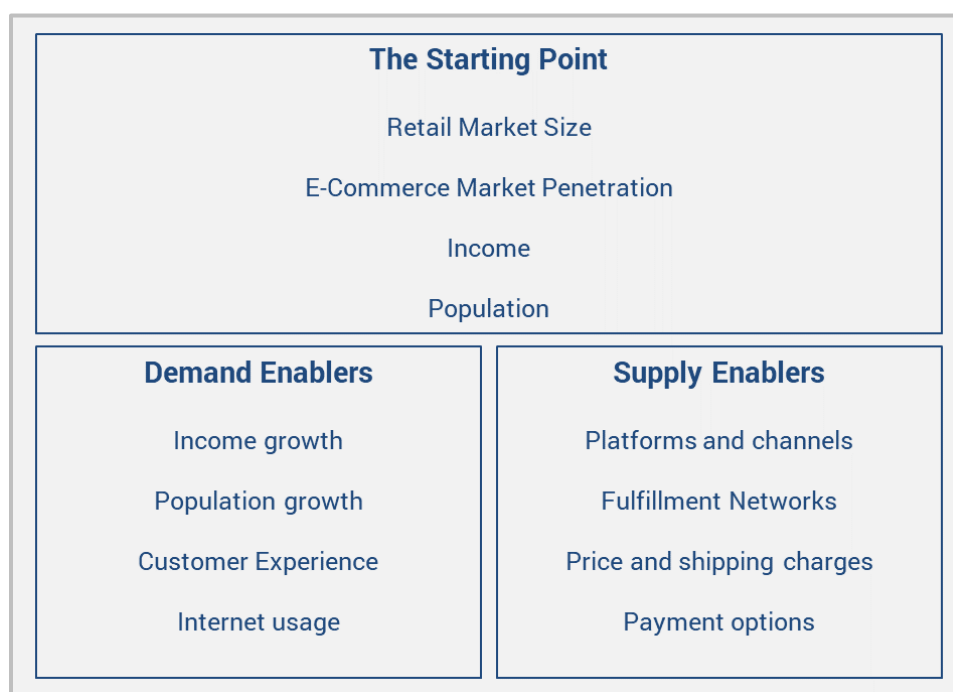 The Starting Point
Retail Market Size
E-Commerce Market Penetration
Income
Population
Demand Enablers
Income growth
Population growth
Customer Experience
Internet usage
Supply Enablers
Platforms and channels
Fulfillment Networks
Price and shipping charges
Payment options